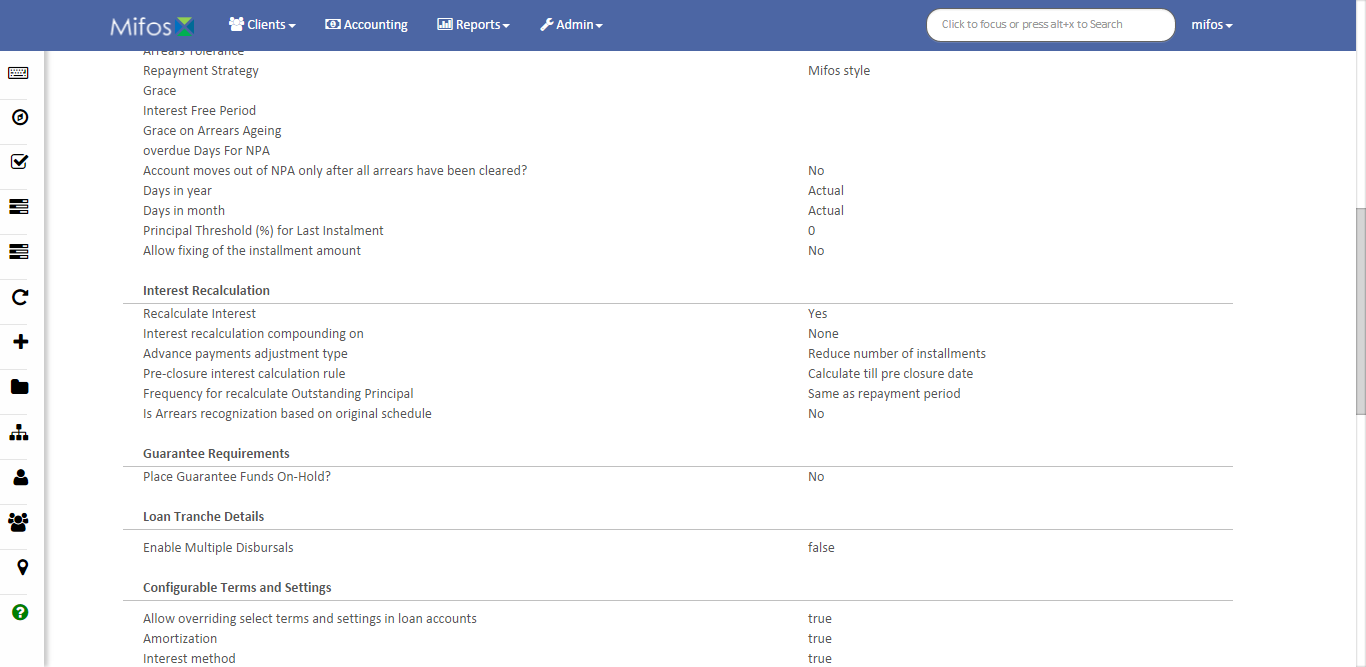 Mifos Clients Accounting Reports Admin Click to focus or press alt+x to Search mifos
Arrears Tolerance
Repayment Strategy Mifos style
Grace
Interest Free Period
Grace on Arrears Ageing
overdue Days For NPA
Account moves out of NPA only after all arrears have been cleared? No
Days in year Actual
Days in month Actual
Principal Threshold (%) for Last Instalment 0
Allow fixing of the installment amount No
Interest Recalculation
Recalculate Interest Yes
Interest recalculation compounding on None
Advance payments adjustment type Reduce number of installments
Pre-closure interest calculation rule Calculate till pre closure date
Frequency for recalculate Outstanding Principal Same as repayment period
Is Arrears recognization based on original schedule No
Guarantee Requirements
Place Guarantee Funds On-Hold? No
Loan Tranche Details
Enable Multiple Disbursals false
Configurable Terms and Settings
Allow overriding select terms and settings in loan accounts true
Amortization true
Interest method true